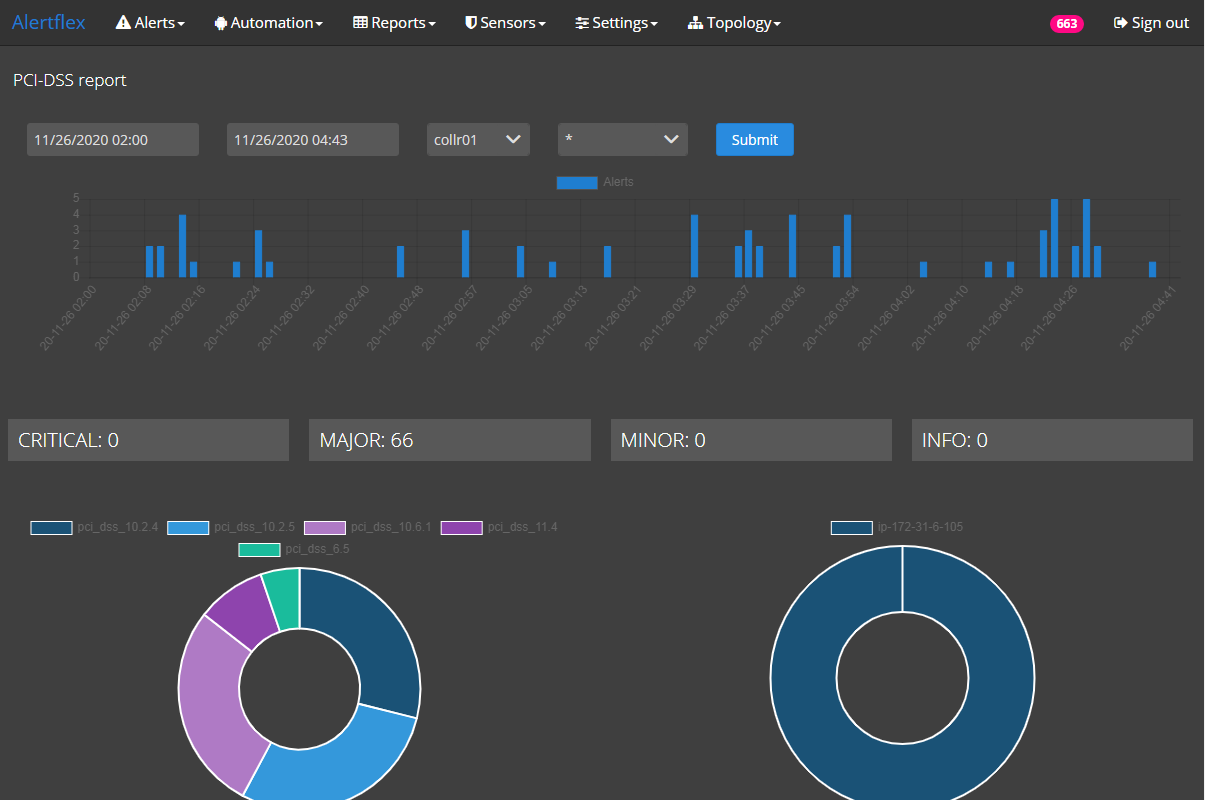 Alertflex Alerts Automation Reports Sensors Settings Topology 663 Sign out
PCI-DSS report
11/26/2020 02:00 11/26/2020 04:43 collr01 * Submit
Alerts
5
4
3
2
1
0
20-11-26 02:00 20-11-26 02:08 20-11-26 02:16 20-11-26 02:24 20-11-26 02:32 20-11-26 02:40 20-11-26 02:48 20-11-26 02:57 20-11-26 03:05 20-11-26 03:13 20-11-26 03:21 20-11-26 03:29 20-11-26 03:37 20-11-26 03:45 20-11-26 03:54 20-11-26 04:02 20-11-26 04:10 20-11-26 04:18 20-11-26 04:26 20-11-26 04:41
CRITICAL: 0 MAJOR: 66 MINOR: 0 INFO: 0
pci_dss_10.2.4 pci_dss_10.2.5 pci_dss_10.6.1 pci_dss_11.4 ip-172-31-6-105
pci_dss_6.5